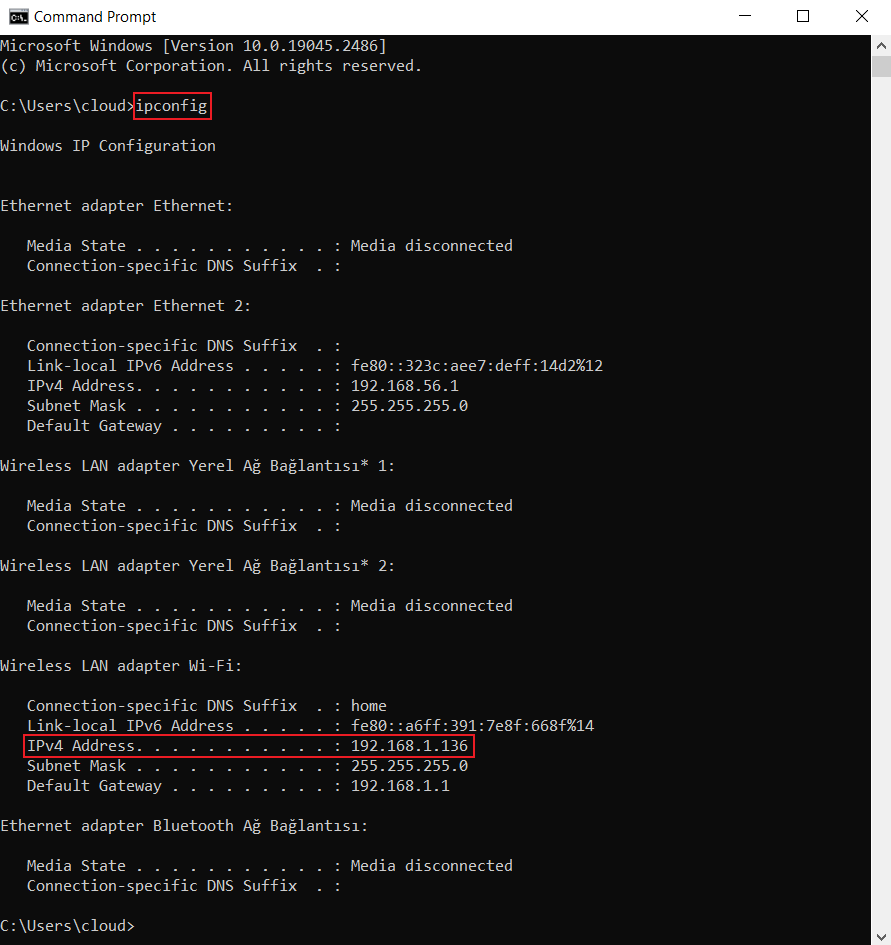 Command Prompt
Microsoft Windows [Version 10.0.19045.2486]
(c) Microsoft Corporation. All rights reserved.
C:\Users\cloud>ipconfig
Windows IP Configuration
Ethernet adapter Ethernet:
   Media State . . . . . . . . . . . : Media disconnected
   Connection-specific DNS Suffix  . :
Ethernet adapter Ethernet 2:
   Connection-specific DNS Suffix  . :
   Link-local IPv6 Address . . . . . : fe80::323c:aee7:deff:14d2%12
   IPv4 Address. . . . . . . . . . . : 192.168.56.1
   Subnet Mask . . . . . . . . . . . : 255.255.255.0
   Default Gateway . . . . . . . . . :
Wireless LAN adapter Yerel Ağ Bağlantısı* 1:
   Media State . . . . . . . . . . . : Media disconnected
   Connection-specific DNS Suffix  . :
Wireless LAN adapter Yerel Ağ Bağlantısı* 2:
   Media State . . . . . . . . . . . : Media disconnected
   Connection-specific DNS Suffix  . :
Wireless LAN adapter Wi-Fi:
   Connection-specific DNS Suffix  . : home
   Link-local IPv6 Address . . . . . : fe80::a6ff:391:7e8f:668f%14
   IPv4 Address. . . . . . . . . . . : 192.168.1.136
   Subnet Mask . . . . . . . . . . . : 255.255.255.0
   Default Gateway . . . . . . . . . : 192.168.1.1
Ethernet adapter Bluetooth Ağ Bağlantısı:
   Media State . . . . . . . . . . . : Media disconnected
   Connection-specific DNS Suffix  . :
C:\Users\cloud>